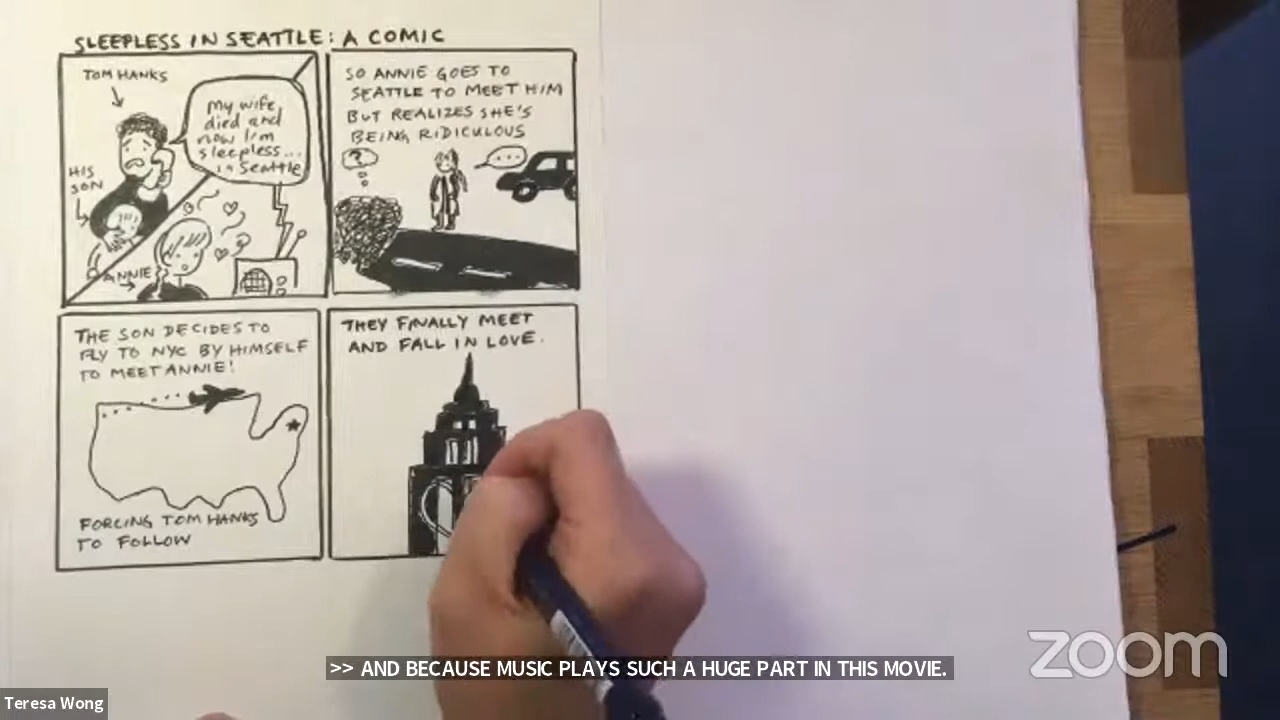 SLEEPLESS IN SEATTLE: A COMIC
TOM HANKS
My wife
died and
now I'm
sleepless...
in Seattle
HIS
SON
ANNIE
SO ANNIE GOES TO
SEATTLE TO MEET HIM
BUT REALIZES SHE'S
BEING RIDICULOUS
?
...
THE SON DECIDES TO
FLY TO NYC BY HIMSELF
TO MEET ANNIE!
FORCING TOM HANKS
TO FOLLOW
THEY FINALLY MEET
AND FALL IN LOVE.
>> AND BECAUSE MUSIC PLAYS SUCH A HUGE PART IN THIS MOVIE.
zoom
Teresa Wong